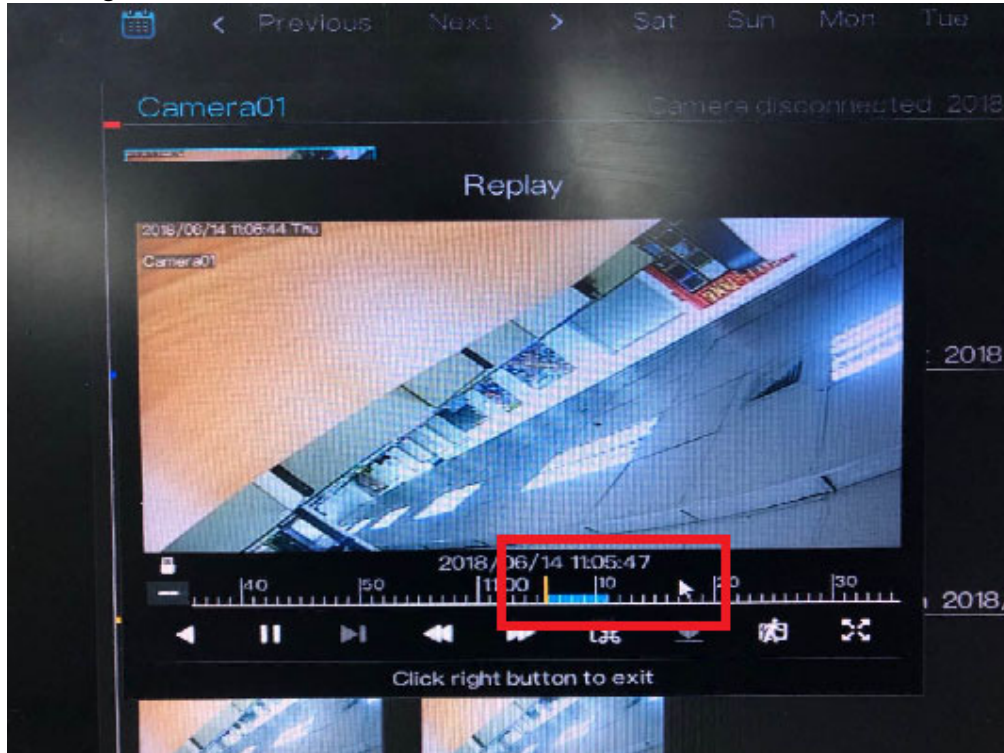 < Previous Next > Sat Sun Mon Tue
Camera01
Camera disconnected 2018
Replay
2018/06/14 11:06:44 Thu
Camera01
: 2018
2018/06/14 11:05:47
40 50 11:00 10 20 30
2018
Click right button to exit